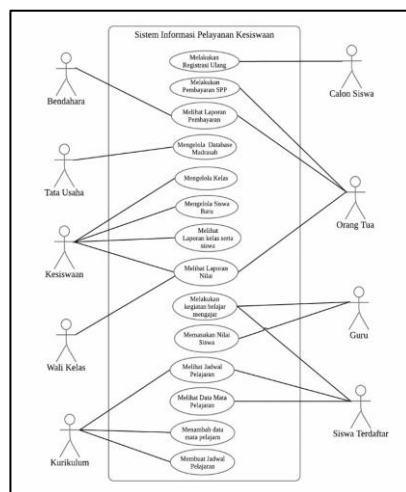 Sistem Informasi Pelayanan Kesiswaan
Melakukan
Registrasi Ulang
Melakukan
Pembayaran SPP
Melihat Laporan
Pembayaran
Mengelola Database
Madrasah
Mengelola Kelas
Mengelola Siswa
Baru
Melihat
Laporan kelas serta
siswa
Melihat Laporan
Nilai
Melakukan
kegiatan belajar
mengajar
Memasukan Nilai
Siswa
Melihat Jadwal
Pelajaran
Melihat Data Mata
Pelajaran
Menambah data
mata pelajarn
Membuat Jadwal
Pelajaran
Bendahara
Tata Usaha
Kesiswaan
Wali Kelas
Kurikulum
Calon Siswa
Orang Tua
Guru
Siswa Terdaftar